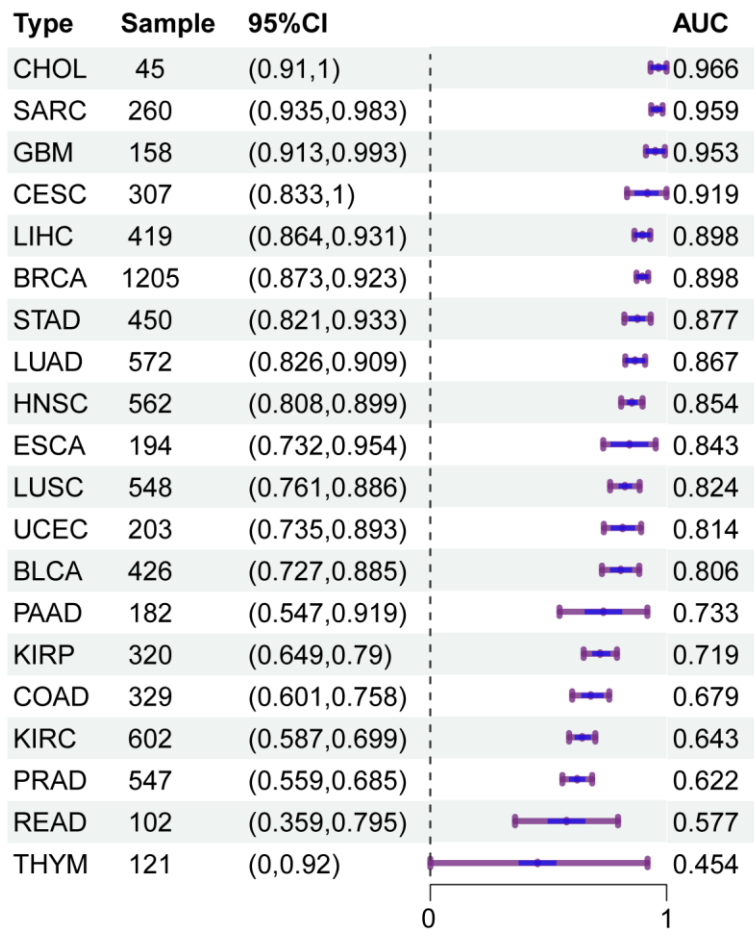 Type Sample 95%CI AUC
CHOL 45 (0.91,1) 0.966
SARC 260 (0.935,0.983) 0.959
GBM 158 (0.913,0.993) 0.953
CESC 307 (0.833,1) 0.919
LIHC 419 (0.864,0.931) 0.898
BRCA 1205 (0.873,0.923) 0.898
STAD 450 (0.821,0.933) 0.877
LUAD 572 (0.826,0.909) 0.867
HNSC 562 (0.808,0.899) 0.854
ESCA 194 (0.732,0.954) 0.843
LUSC 548 (0.761,0.886) 0.824
UCEC 203 (0.735,0.893) 0.814
BLCA 426 (0.727,0.885) 0.806
PAAD 182 (0.547,0.919) 0.733
KIRP 320 (0.649,0.79) 0.719
COAD 329 (0.601,0.758) 0.679
KIRC 602 (0.587,0.699) 0.643
PRAD 547 (0.559,0.685) 0.622
READ 102 (0.359,0.795) 0.577
THYM 121 (0,0.92) 0.454
0 1